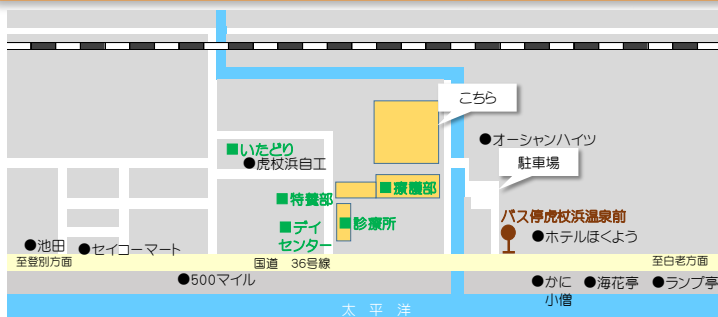 こちら
●オーシャンハイツ
駐車場
■いたどり
●虎杖浜自工
■療護部
■特養部
■デイ
センター
■診療所
バス停虎杖浜温泉前
●ホテルほくよう
●池田
●セイコーマート
至登別方面
国道 36号線
至白老方面
●500マイル
●かに
小僧
●海花亭
●ランプ亭
太 平 洋